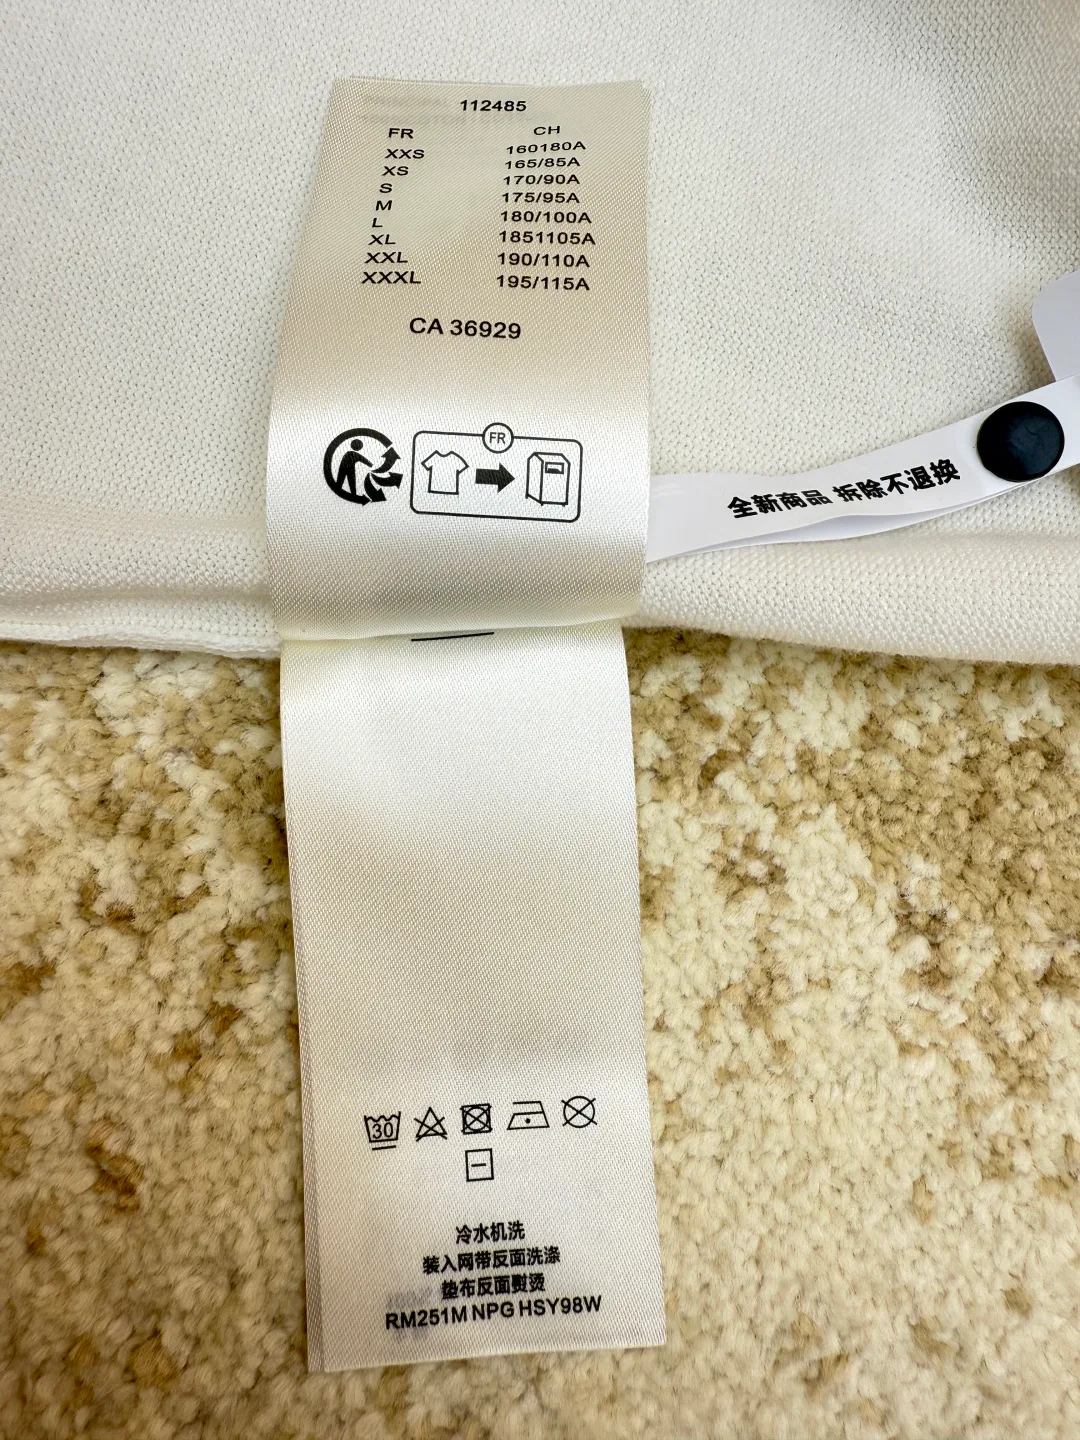 112485
FR CH
XXS 160180A
XS 165/85A
S 170/90A
M 175/95A
L 180/100A
XL 1851105A
XXL 190/110A
XXXL 195/115A
CA 36929
FR
全新商品 拆除不退换
30
冷水机洗
装入网带反面洗涤
垫布反面熨烫
RM251M NPG HSY98W